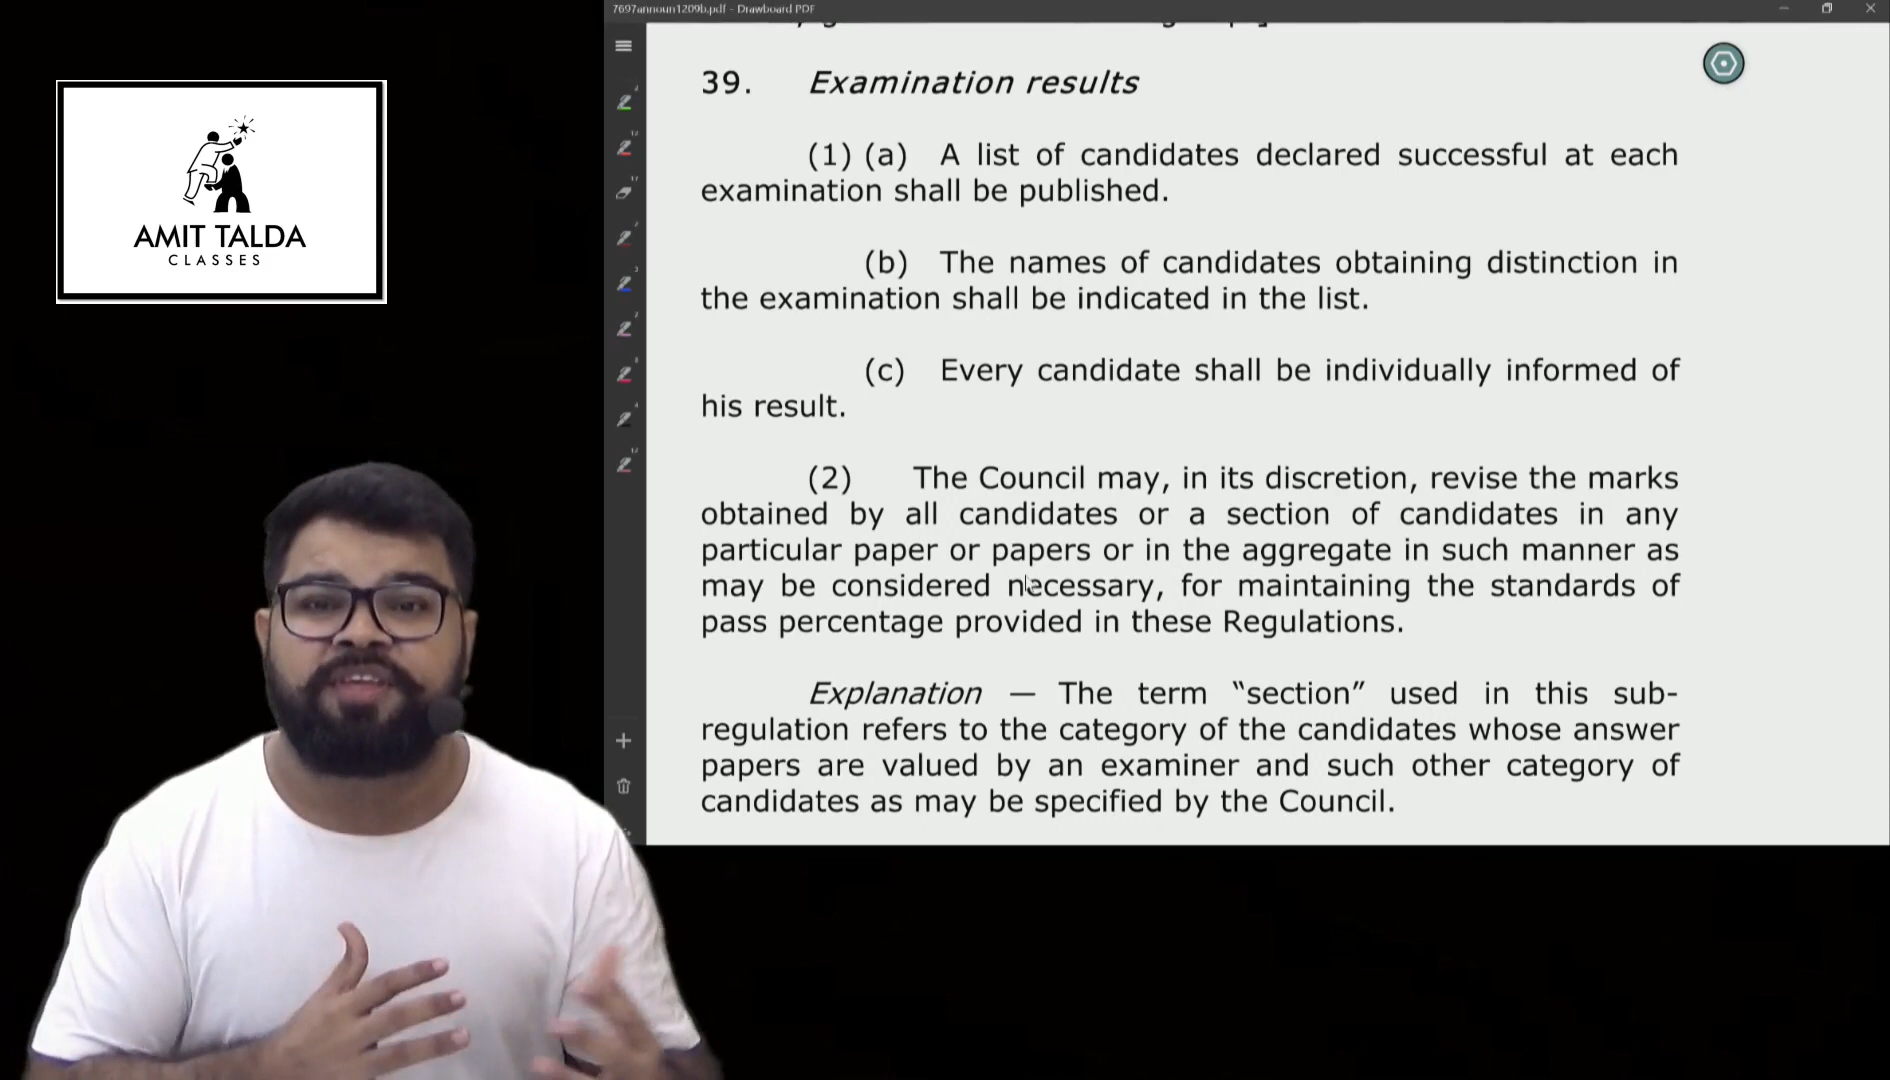 7697announ1209b.pdf - Drawboard PDF
39. Examination results
(1) (a) A list of candidates declared successful at each
examination shall be published.
(b) The names of candidates obtaining distinction in
the examination shall be indicated in the list.
(c) Every candidate shall be individually informed of
his result.
(2) The Council may, in its discretion, revise the marks
obtained by all candidates or a section of candidates in any
particular paper or papers or in the aggregate in such manner as
may be considered necessary, for maintaining the standards of
pass percentage provided in these Regulations.
Explanation — The term “section” used in this sub-
regulation refers to the category of the candidates whose answer
papers are valued by an examiner and such other category of
candidates as may be specified by the Council.
AMIT TALDA
CLASSES